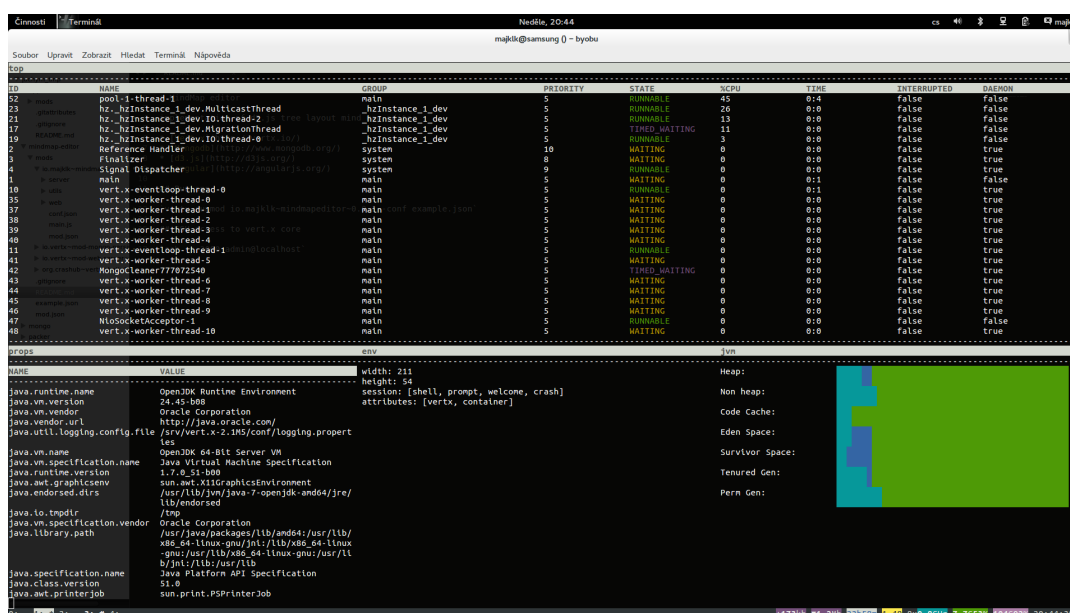 Činnosti Terminál Neděle, 20:44 cs
majklk@samsung () – byobu
Soubor Upravit Zobrazit Hledat Terminál Nápověda
top
ID NAME GROUP PRIORITY STATE %CPU TIME INTERRUPTED DAEMON
52 pool-1-thread-1 main 5 RUNNABLE 45 0:4 false false
23 hz._hzInstance_1_dev.MulticastThread _hzInstance_1_dev 5 RUNNABLE 26 0:0 false false
21 hz._hzInstance_1_dev.IO.thread-2 _hzInstance_1_dev 5 RUNNABLE 13 0:0 false false
17 hz._hzInstance_1_dev.MigrationThread _hzInstance_1_dev 5 TIMED_WAITING 11 0:0 false false
19 hz._hzInstance_1_dev.IO.thread-0 _hzInstance_1_dev 5 RUNNABLE 3 0:0 false false
2 Reference Handler system 10 WAITING 0 0:0 false true
3 Finalizer system 8 WAITING 0 0:0 false true
4 Signal Dispatcher system 9 RUNNABLE 0 0:0 false true
1 main main 5 WAITING 0 0:1 false false
10 vert.x-eventloop-thread-0 main 5 RUNNABLE 0 0:1 false true
35 vert.x-worker-thread-0 main 5 WAITING 0 0:0 false true
37 vert.x-worker-thread-1 main 5 WAITING 0 0:0 false true
38 vert.x-worker-thread-2 main 5 WAITING 0 0:0 false true
39 vert.x-worker-thread-3 main 5 WAITING 0 0:0 false true
40 vert.x-worker-thread-4 main 5 WAITING 0 0:0 false true
11 vert.x-eventloop-thread-1 main 5 RUNNABLE 0 0:0 false true
41 vert.x-worker-thread-5 main 5 WAITING 0 0:0 false true
42 MongoCleaner777072540 main 5 TIMED_WAITING 0 0:0 false true
43 vert.x-worker-thread-6 main 5 WAITING 0 0:0 false true
44 vert.x-worker-thread-7 main 5 WAITING 0 0:0 false true
45 vert.x-worker-thread-8 main 5 WAITING 0 0:0 false true
46 vert.x-worker-thread-9 main 5 WAITING 0 0:0 false true
47 NioSocketAcceptor-1 main 5 RUNNABLE 0 0:0 false false
48 vert.x-worker-thread-10 main 5 WAITING 0 0:0 false true
props env jvm
NAME VALUE width: 211 Heap:
height: 54
java.runtime.name OpenJDK Runtime Environment session: [shell, prompt, welcome, crash] Non heap:
java.vm.version 24.45-b08 attributes: [vertx, container]
java.vm.vendor Oracle Corporation Code Cache:
java.vendor.url http://java.oracle.com/
java.util.logging.config.file /srv/vert.x-2.1M5/conf/logging.propert Eden Space:
ies
java.vm.name OpenJDK 64-Bit Server VM Survivor Space:
java.vm.specification.name Java Virtual Machine Specification
java.runtime.version 1.7.0_51-b00 Tenured Gen:
java.awt.graphicsenv sun.awt.X11GraphicsEnvironment
java.endorsed.dirs /usr/lib/jvm/java-7-openjdk-amd64/jre/ Perm Gen:
lib/endorsed
java.io.tmpdir /tmp
java.vm.specification.vendor Oracle Corporation
java.library.path /usr/java/packages/lib/amd64:/usr/lib/
x86_64-linux-gnu/jni:/lib/x86_64-linux
-gnu:/usr/lib/x86_64-linux-gnu:/usr/li
b/jni:/lib:/usr/lib
java.specification.name Java Platform API Specification
java.class.version 51.0
java.awt.printerjob sun.print.PSPrinterJob